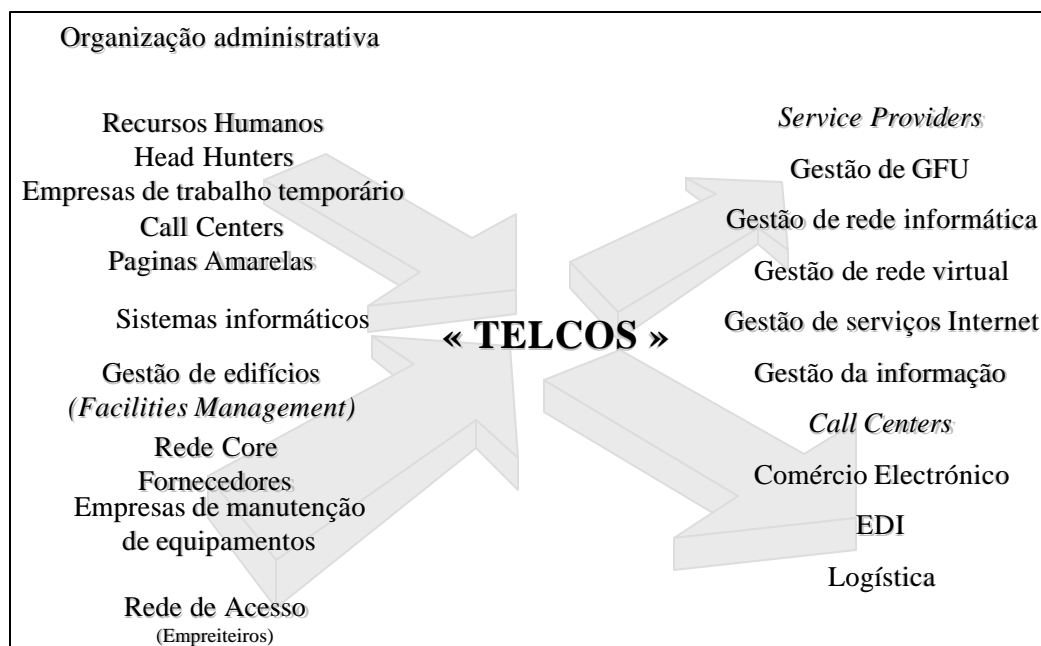 Organização administrativa
Recursos Humanos
Head Hunters
Empresas de trabalho temporário
Call Centers
Paginas Amarelas
Sistemas informáticos
Gestão de edifícios
(Facilities Management)
Rede Core
Fornecedores
Empresas de manutenção
de equipamentos
Rede de Acesso
(Empreiteiros)
« TELCOS »
Service Providers
Gestão de GFU
Gestão de rede informática
Gestão de rede virtual
Gestão de serviços Internet
Gestão da informação
Call Centers
Comércio Electrónico
EDI
Logística